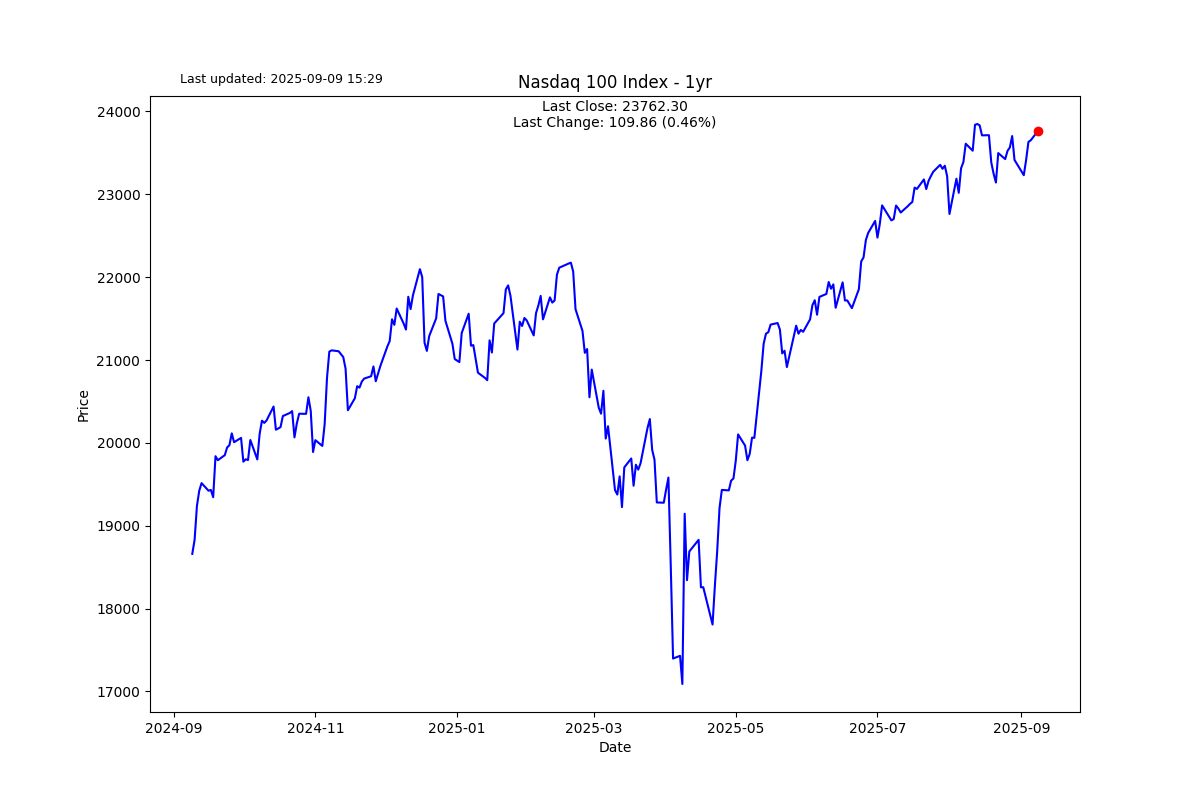 Last updated: 2025-09-09 15:29
Nasdaq 100 Index - 1yr
Last Close: 23762.30
Last Change: 109.86 (0.46%)
24000
23000
22000
21000
20000
19000
18000
17000
Price
2024-09 2024-11 2025-01 2025-03 2025-05 2025-07 2025-09
Date